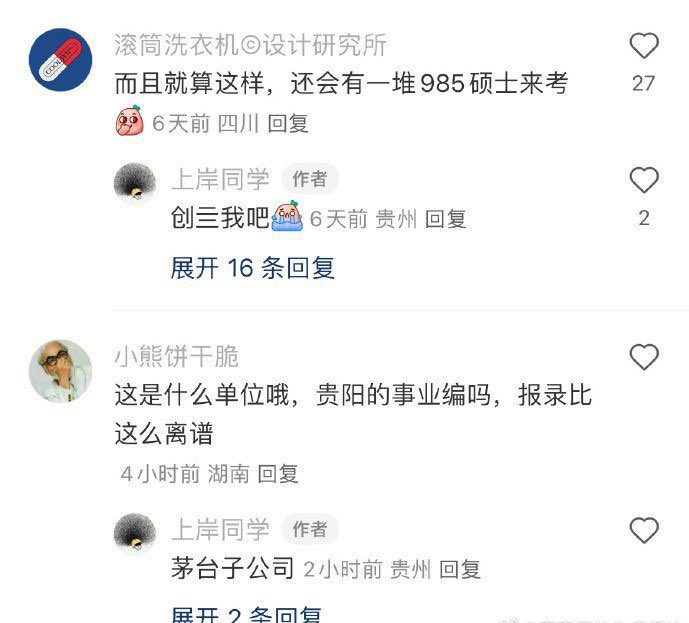 滚筒洗衣机©设计研究所
而且就算这样，还会有一堆985硕士来考
27
6天前 四川 回复
上岸同学 作者
创亖我吧 6天前 贵州 回复
2
展开 16 条回复
小熊饼干脆
这是什么单位哦，贵阳的事业编吗，报录比
这么离谱
4小时前 湖南 回复
上岸同学 作者
茅台子公司 2小时前 贵州 回复
展开 2 条回复